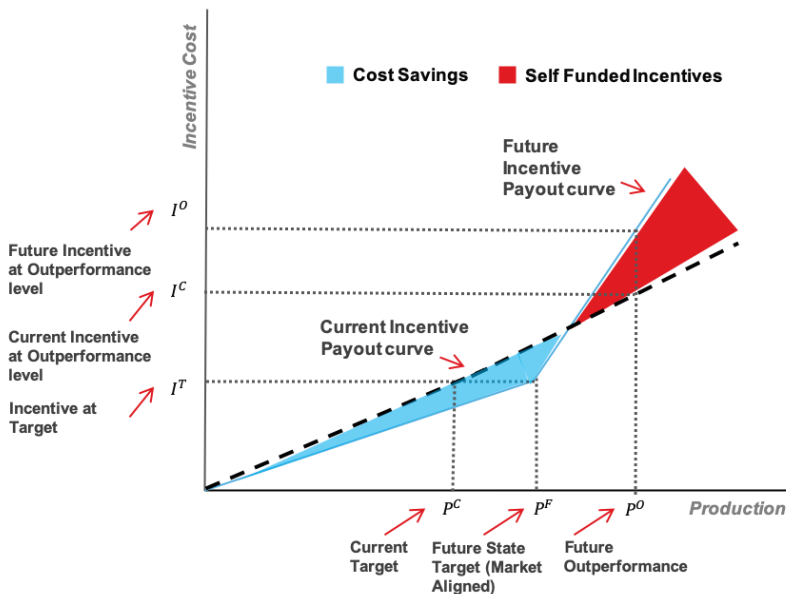 Incentive Cost
Cost Savings
Self Funded Incentives
Future
Incentive
Payout curve
I^O
Future Incentive
at Outperformance
level
I^C
Current Incentive
at Outperformance
level
Current Incentive
Payout curve
I^T
Incentive at
Target
P^C
P^F
P^O
Production
Current
Target
Future State
Target (Market
Aligned)
Future
Outperformance